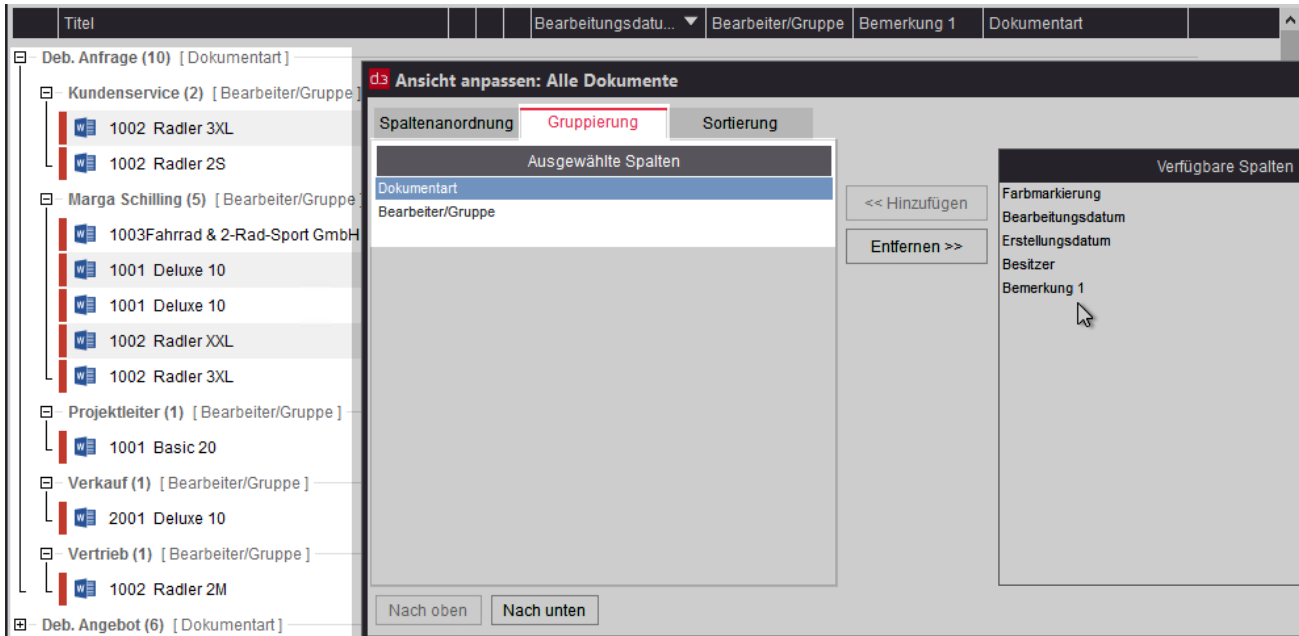 Titel Bearbeitungsdatu... Bearbeiter/Gruppe Bemerkung 1 Dokumentart
Deb. Anfrage (10) [ Dokumentart ]
Kundenservice (2) [ Bearbeiter/Gruppe ]
1002 Radler 3XL
1002 Radler 2S
Marga Schilling (5) [ Bearbeiter/Gruppe
1003Fahrrad & 2-Rad-Sport GmbH
1001 Deluxe 10
1001 Deluxe 10
1002 Radler XXL
1002 Radler 3XL
Projektleiter (1) [ Bearbeiter/Gruppe ]
1001 Basic 20
Verkauf (1) [ Bearbeiter/Gruppe ]
2001 Deluxe 10
Vertrieb (1) [ Bearbeiter/Gruppe ]
1002 Radler 2M
Deb. Angebot (6) [ Dokumentart ]
d3 Ansicht anpassen: Alle Dokumente
Spaltenanordnung Gruppierung Sortierung
Ausgewählte Spalten
Dokumentart
Bearbeiter/Gruppe
<< Hinzufügen
Entfernen >>
Verfügbare Spalten
Farbmarkierung
Bearbeitungsdatum
Erstellungsdatum
Besitzer
Bemerkung 1
Nach oben Nach unten